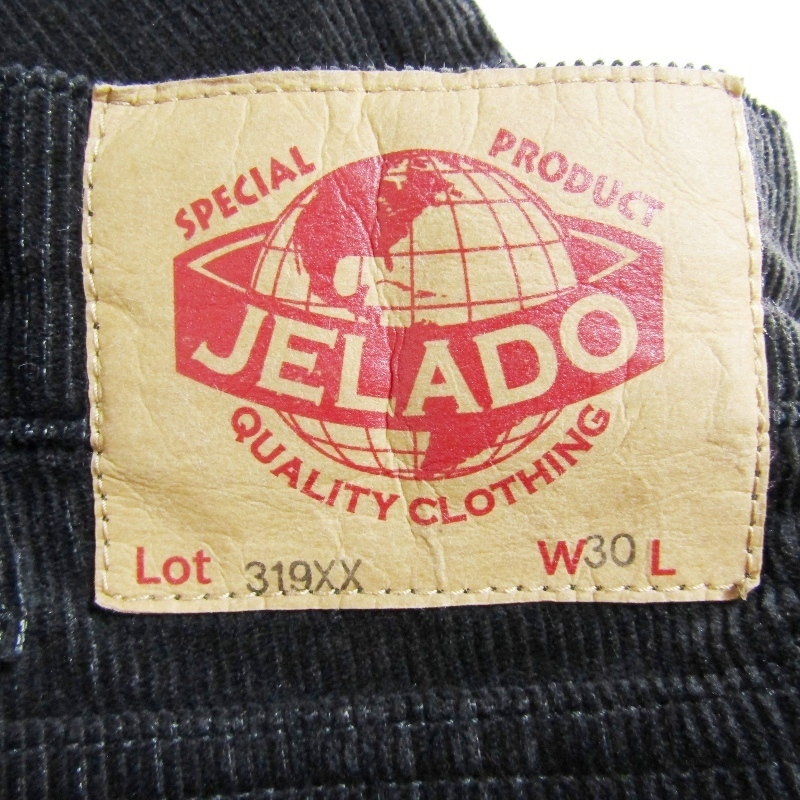 SPECIAL PRODUCT
JELADO
QUALITY CLOTHING
Lot 319XX W30 L